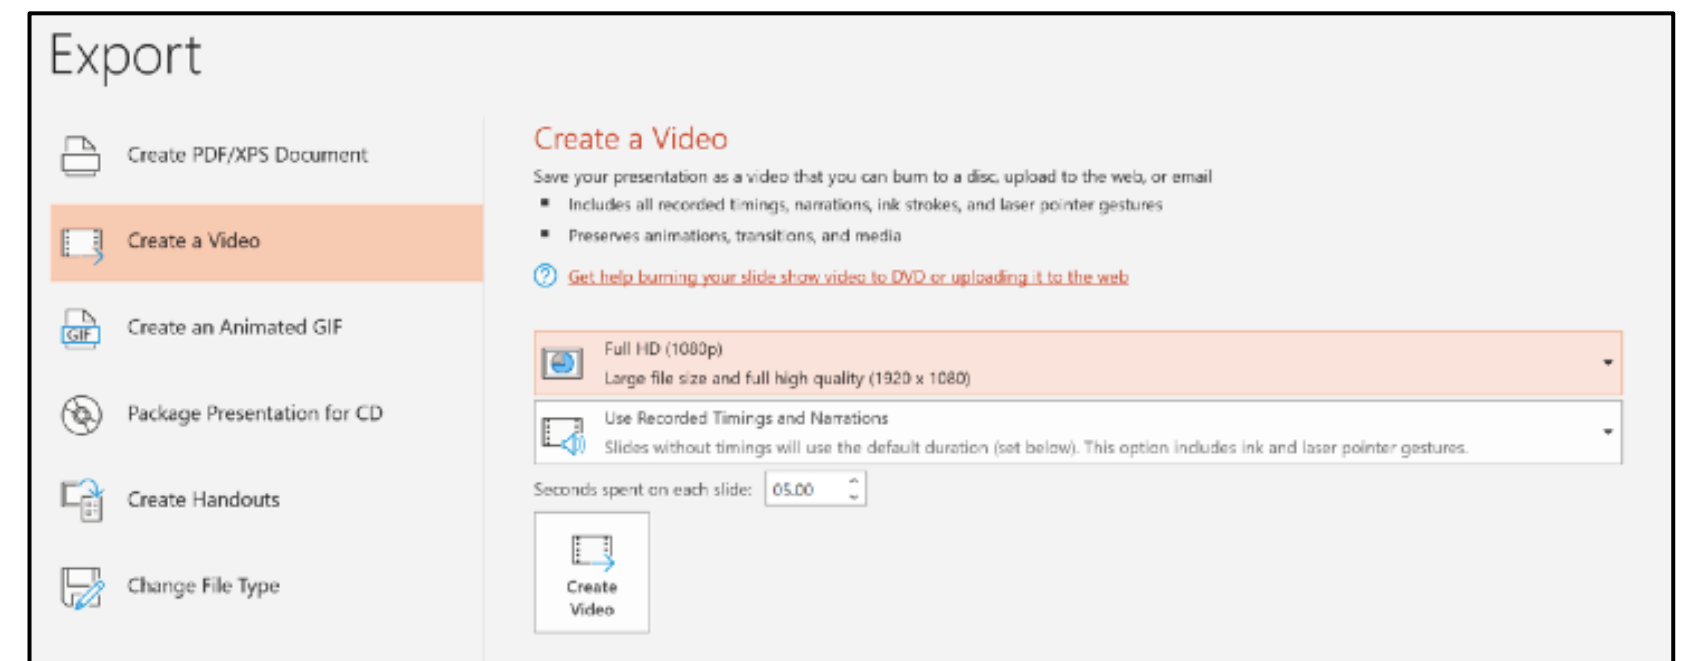 Export
Create PDF/XPS Document
Create a Video
GIF
Create an Animated GIF
Package Presentation for CD
Create Handouts
Change File Type
Create a Video
Save your presentation as a video that you can burn to a disc, upload to the web, or email
Includes all recorded timings, narrations, ink strokes, and laser pointer gestures
Preserves animations, transitions, and media
Get help burning your slide show video to DVD or uploading it to the web
Full HD (1080p)
Large file size and full high quality (1920 x 1080)
Use Recorded Timings and Narrations
Slides without timings will use the default duration (set below). This option includes ink and laser pointer gestures.
Seconds spent on each slide: 05.00
Create
Video